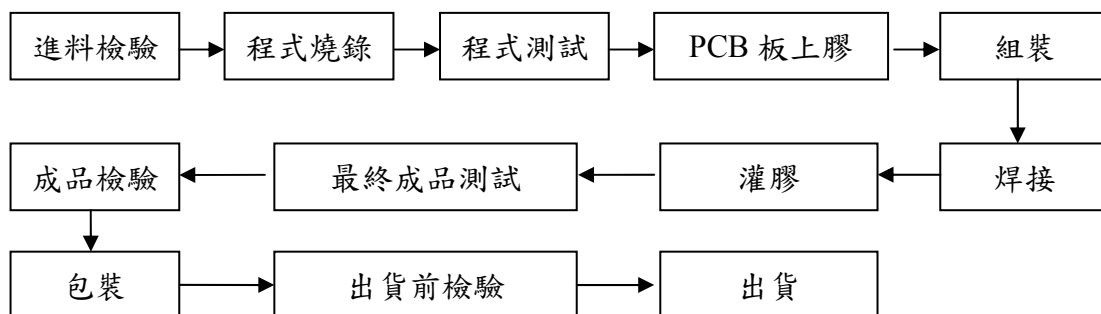 進料檢驗
程式燒錄
程式測試
PCB 板上膠
組裝
焊接
灌膠
最終成品測試
成品檢驗
包裝
出貨前檢驗
出貨